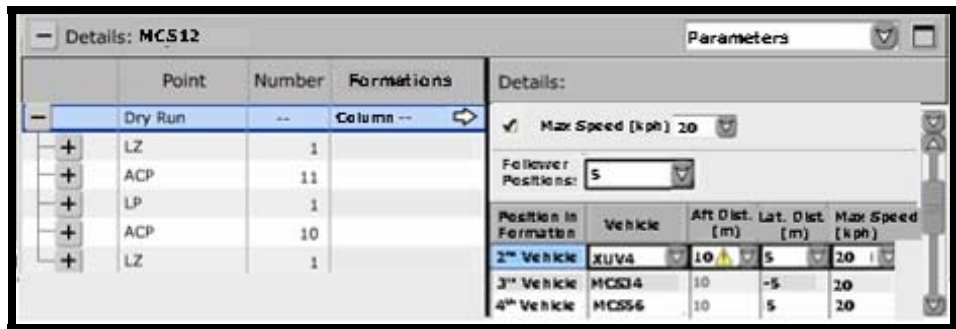 Details: MCS12 Parameters
Point Number Formations
Dry Run -- Column --
LZ 1
ACP 11
LP 1
ACP 10
LZ 1
Details:
✓ Max Speed [kph] 20
Follower Positions: 5
Position in Formation Vehicle Aft Dist. (m) Lat. Dist. (m) Max Speed (kph)
2nd Vehicle XUV4 10 5 20
3rd Vehicle MCS34 10 -5 20
4th Vehicle MCS56 10 5 20